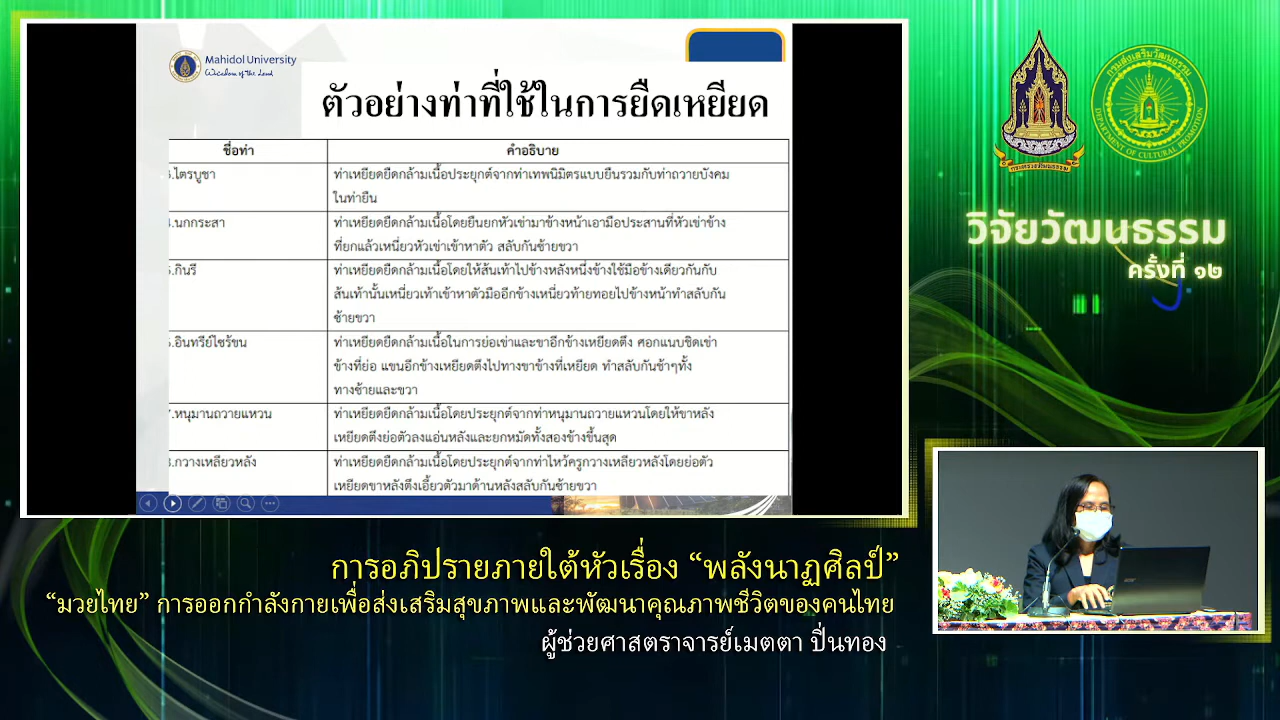 Mahidol University
Wisdom of the Land
ตัวอย่างท่าที่ใช้ในการยืดเหยียด
ชื่อท่า
คำอธิบาย
.ไตรบูชา
ท่าเหยียดยืดกล้ามเนื้อประยุกต์จากท่าเทพนิมิตรแบบยืนรวมกับท่าถวายบังคม
ในท่ายืน
.นกกระสา
ท่าเหยียดยืดกล้ามเนื้อโดยยืนยกหัวเข่ามาข้างหน้าเอามือประสานที่หัวเข่าข้าง
ที่ยกแล้วเหนี่ยวหัวเข่าเข้าหาตัว สลับกันซ้ายขวา
.กินรี
ท่าเหยียดยืดกล้ามเนื้อโดยให้ส้นเท้าไปข้างหลังหนึ่งข้างใช้มือข้างเดียวกันกับ
ส้นเท้านั้นเหนี่ยวเท้าเข้าหาตัวมืออีกข้างเหนี่ยวท้ายทอยไปข้างหน้าทำสลับกัน
ซ้ายขวา
.อินทรีย์ไซร้ขน
ท่าเหยียดยืดกล้ามเนื้อในการย่อเข่าและขาอีกข้างเหยียดตึง ศอกแนบชิดเข่า
ข้างที่ย่อ แขนอีกข้างเหยียดตึงไปทางขาข้างที่เหยียด ทำสลับกันช้าๆทั้ง
ทางซ้ายและขวา
.หนุมานถวายแหวน
ท่าเหยียดยืดกล้ามเนื้อโดยประยุกต์จากท่าหนุมานถวายแหวนโดยให้ขาหลัง
เหยียดตึงย่อตัวลงแอ่นหลังและยกหมัดทั้งสองข้างขึ้นสุด
.กวางเหลียวหลัง
ท่าเหยียดยืดกล้ามเนื้อโดยประยุกต์จากท่าไหว้ครูกวางเหลียวหลังโดยย่อตัว
เหยียดขาหลังตึงเอี้ยวตัวมาด้านหลังสลับกันซ้ายขวา
กระทรวงวัฒนธรรม
กรมส่งเสริมวัฒนธรรม
DEPARTMENT OF CULTURAL PROMOTION
วิจัยวัฒนธรรม
ครั้งที่ ๑๒
acer
การอภิปรายภายใต้หัวเรื่อง “พลังนาฏศิลป์”
“มวยไทย” การออกกำลังกายเพื่อส่งเสริมสุขภาพและพัฒนาคุณภาพชีวิตของคนไทย
ผู้ช่วยศาสตราจารย์เมตตา ปิ่นทอง